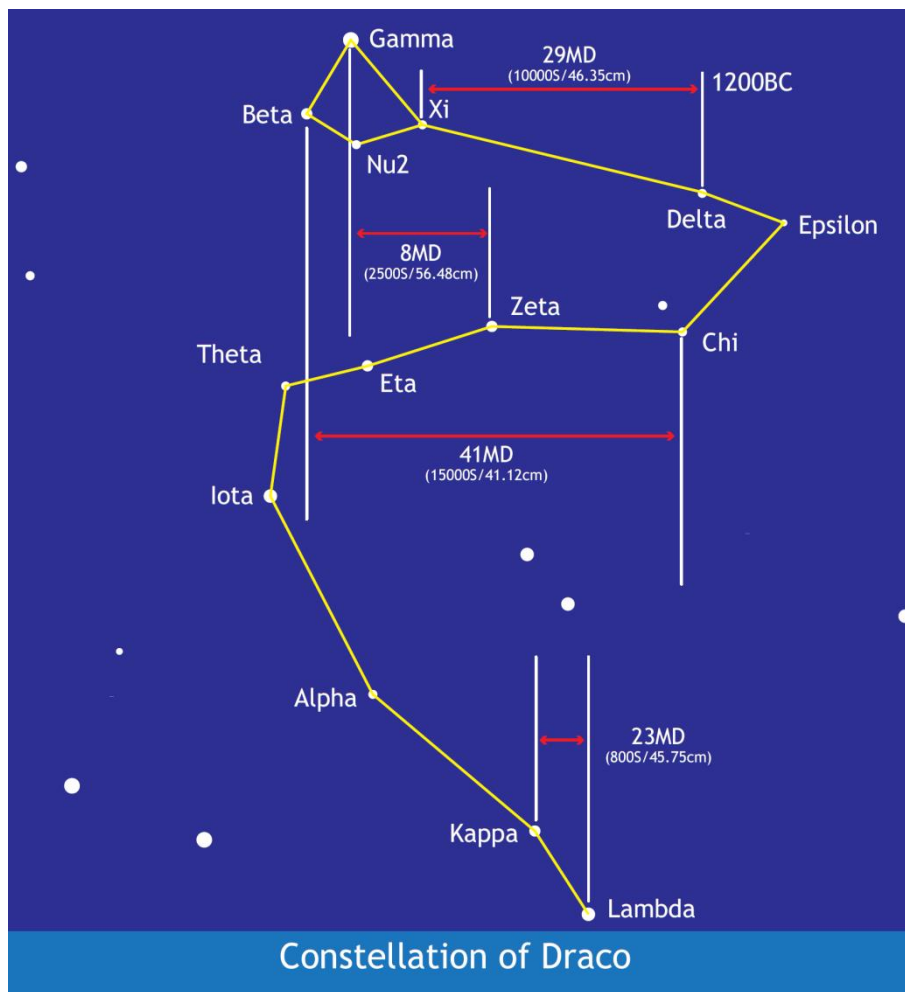 Gamma
29MD
(10000S/46.35cm)
1200BC
Beta
Xi
Nu2
Delta
Epsilon
8MD
(2500S/56.48cm)
Zeta
Chi
Theta
Eta
41MD
(15000S/41.12cm)
Iota
Alpha
23MD
(800S/45.75cm)
Kappa
Lambda
Constellation of Draco